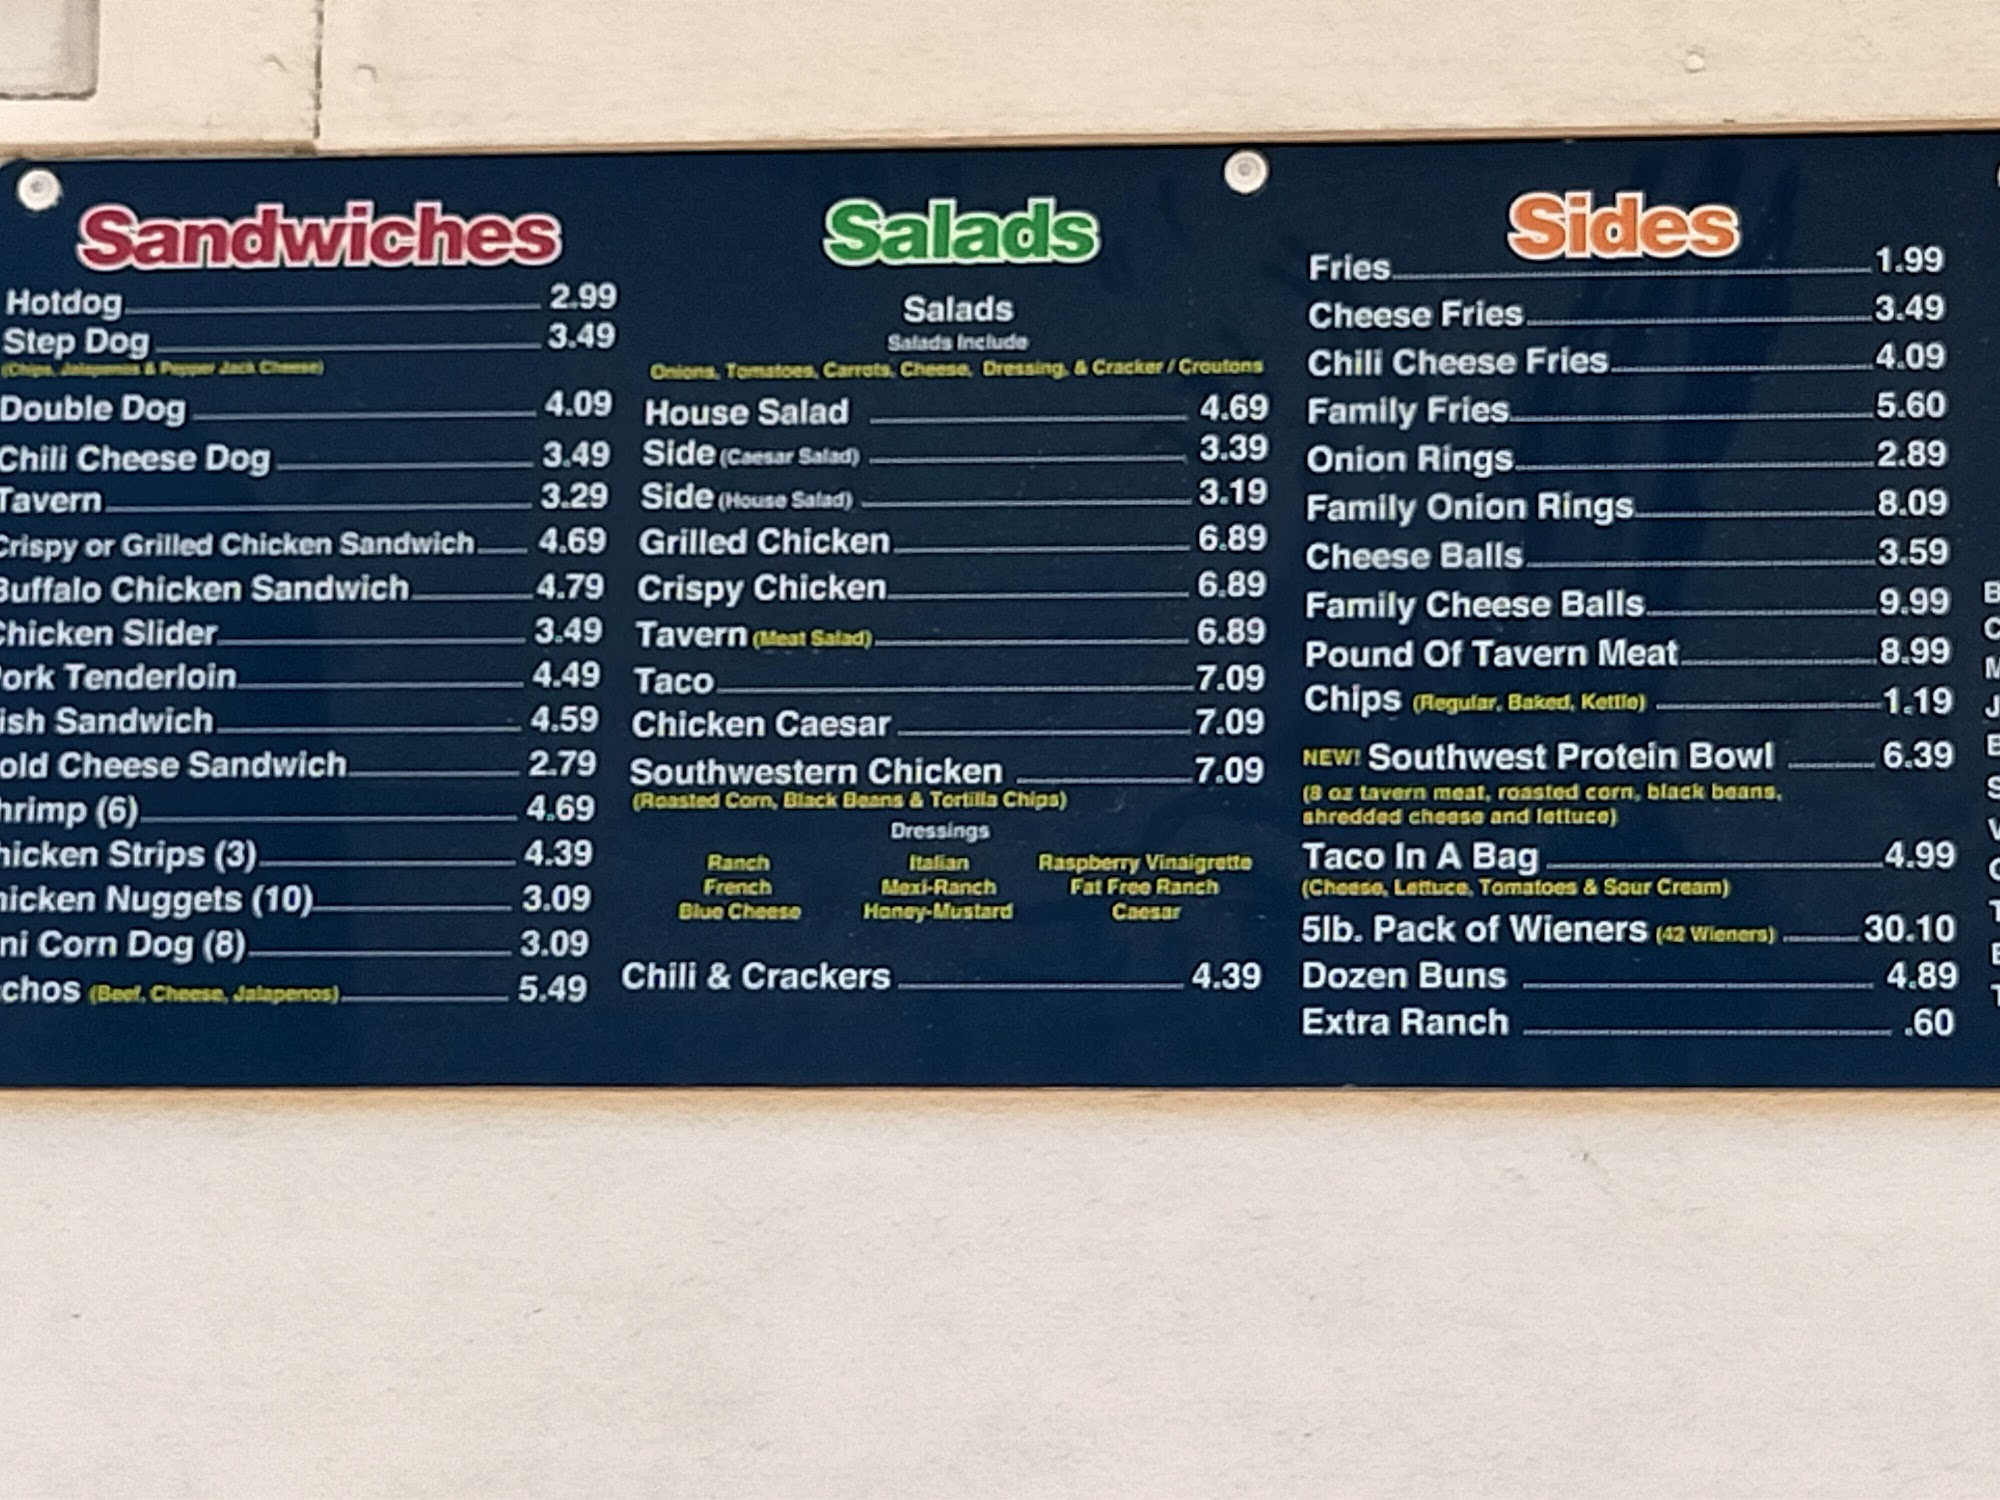 Sandwiches
Hotdog 2.99
Step Dog 3.49
(Chips, Jalapenos & Pepper Jack Cheese)
Double Dog 4.09
Chili Cheese Dog 3.49
Tavern 3.29
Crispy or Grilled Chicken Sandwich 4.69
Buffalo Chicken Sandwich 4.79
Chicken Slider 3.49
ork Tenderloin 4.49
ish Sandwich 4.59
old Cheese Sandwich 2.79
hrimp (6) 4.69
hicken Strips (3) 4.39
hicken Nuggets (10) 3.09
ni Corn Dog (8) 3.09
chos (Beef, Cheese, Jalapenos) 5.49
Salads
Salads
Salads Include
Onions, Tomatoes, Carrots, Cheese, Dressing, & Cracker / Croutons
House Salad 4.69
Side (Caesar Salad) 3.39
Side (House Salad) 3.19
Grilled Chicken 6.89
Crispy Chicken 6.89
Tavern (Meat Salad) 6.89
Taco 7.09
Chicken Caesar 7.09
Southwestern Chicken 7.09
(Roasted Corn, Black Beans & Tortilla Chips)
Dressings
Ranch Italian Raspberry Vinaigrette
French Mexi-Ranch Fat Free Ranch
Blue Cheese Honey-Mustard Caesar
Chili & Crackers 4.39
Sides
Fries 1.99
Cheese Fries 3.49
Chili Cheese Fries 4.09
Family Fries 5.60
Onion Rings 2.89
Family Onion Rings 8.09
Cheese Balls 3.59
Family Cheese Balls 9.99
Pound Of Tavern Meat 8.99
Chips (Regular, Baked, Kettle) 1.19
NEW! Southwest Protein Bowl 6.39
(8 oz tavern meat, roasted corn, black beans,
shredded cheese and lettuce)
Taco In A Bag 4.99
(Cheese, Lettuce, Tomatoes & Sour Cream)
5lb. Pack of Wieners (42 Wieners) 30.10
Dozen Buns 4.89
Extra Ranch .60